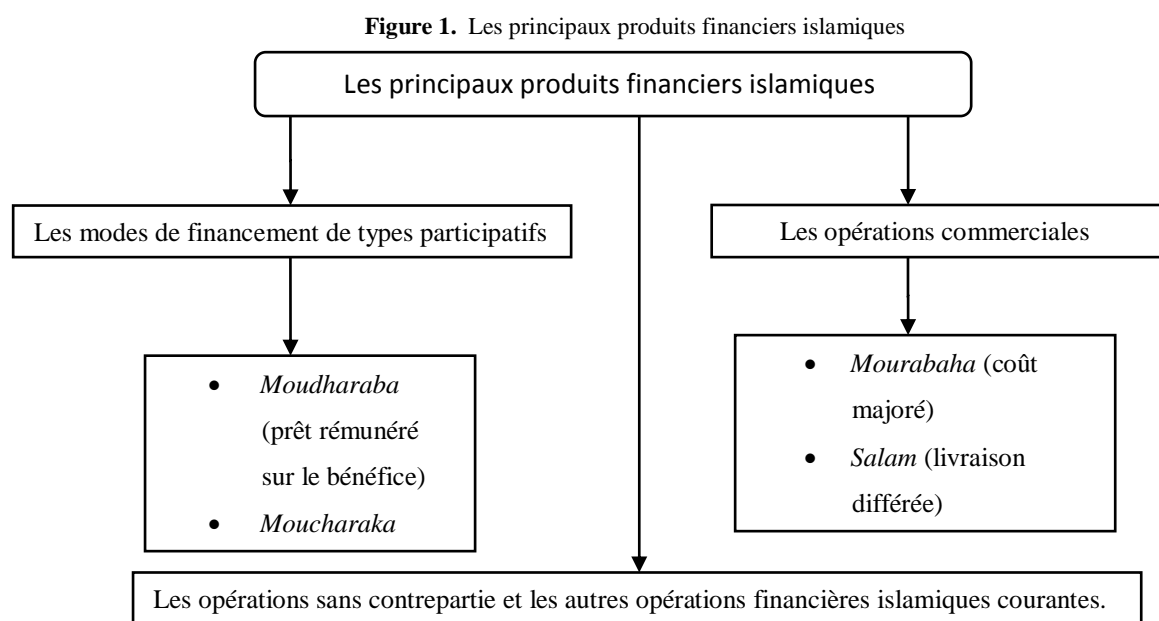 Figure 1. Les principaux produits financiers islamiques
Les principaux produits financiers islamiques
Les modes de financement de types participatifs
Les opérations commerciales
• Moudharaba
(prêt rémunéré
sur le bénéfice)
• Moucharaka
• Mourabaha (coût
majoré)
• Salam (livraison
différée)
Les opérations sans contrepartie et les autres opérations financières islamiques courantes.